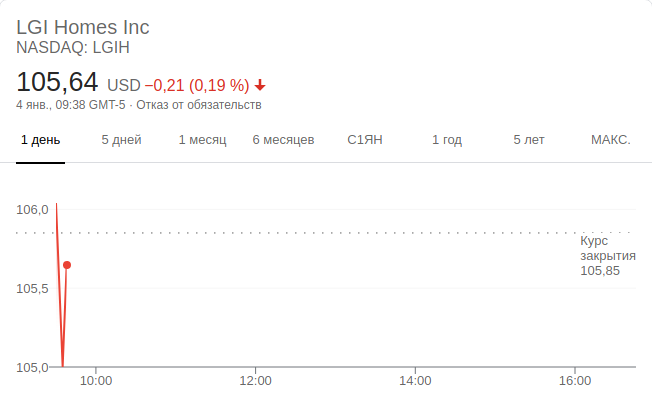 LGI Homes Inc
NASDAQ: LGIH
105,64 USD −0,21 (0,19 %)
4 янв., 09:38 GMT-5 · Отказ от обязательств
1 день 5 дней 1 месяц 6 месяцев С1ЯН 1 год 5 лет МАКС.
106,0
Курс
закрытия
105,85
105,5
105,0
10:00 12:00 14:00 16:00